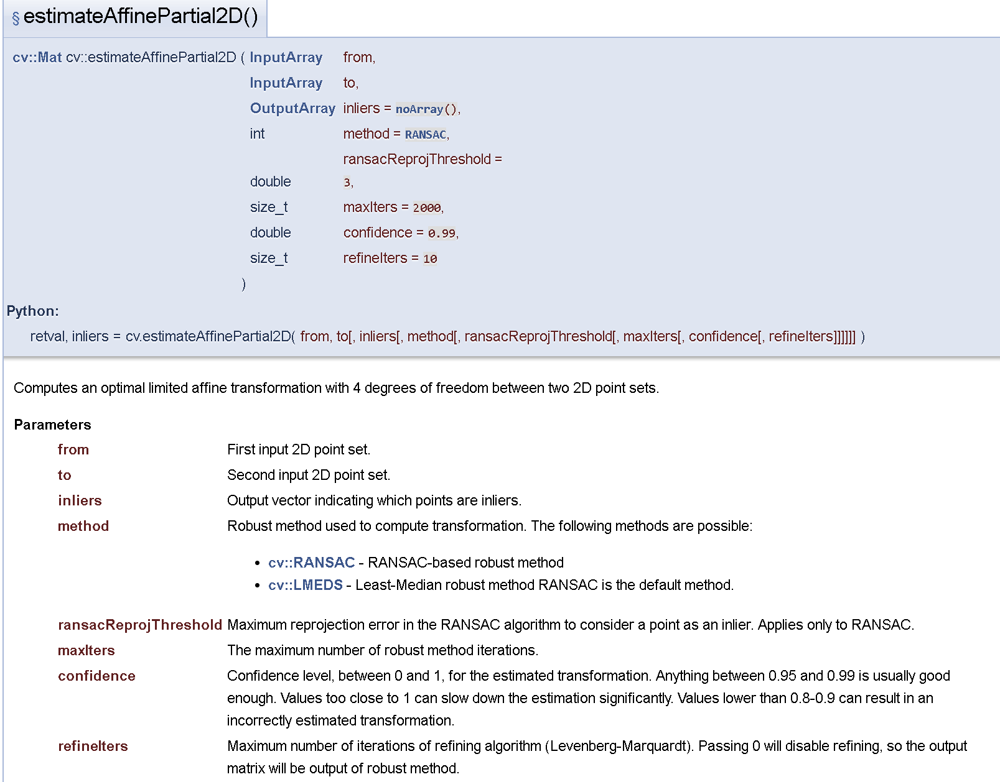 § estimateAffinePartial2D()
cv::Mat cv::estimateAffinePartial2D ( InputArray from,
InputArray to,
OutputArray inliers = noArray(),
int method = RANSAC,
ransacReprojThreshold =
double 3,
size_t maxIters = 2000,
double confidence = 0.99,
size_t refineIters = 10
)
Python:
retval, inliers = cv.estimateAffinePartial2D( from, to[, inliers[, method[, ransacReprojThreshold[, maxIters[, confidence[, refineIters]]]]]] )
Computes an optimal limited affine transformation with 4 degrees of freedom between two 2D point sets.
Parameters
from First input 2D point set.
to Second input 2D point set.
inliers Output vector indicating which points are inliers.
method Robust method used to compute transformation. The following methods are possible:
• cv::RANSAC - RANSAC-based robust method
• cv::LMEDS - Least-Median robust method RANSAC is the default method.
ransacReprojThreshold Maximum reprojection error in the RANSAC algorithm to consider a point as an inlier. Applies only to RANSAC.
maxIters The maximum number of robust method iterations.
confidence Confidence level, between 0 and 1, for the estimated transformation. Anything between 0.95 and 0.99 is usually good
enough. Values too close to 1 can slow down the estimation significantly. Values lower than 0.8-0.9 can result in an
incorrectly estimated transformation.
refineIters Maximum number of iterations of refining algorithm (Levenberg-Marquardt). Passing 0 will disable refining, so the output
matrix will be output of robust method.